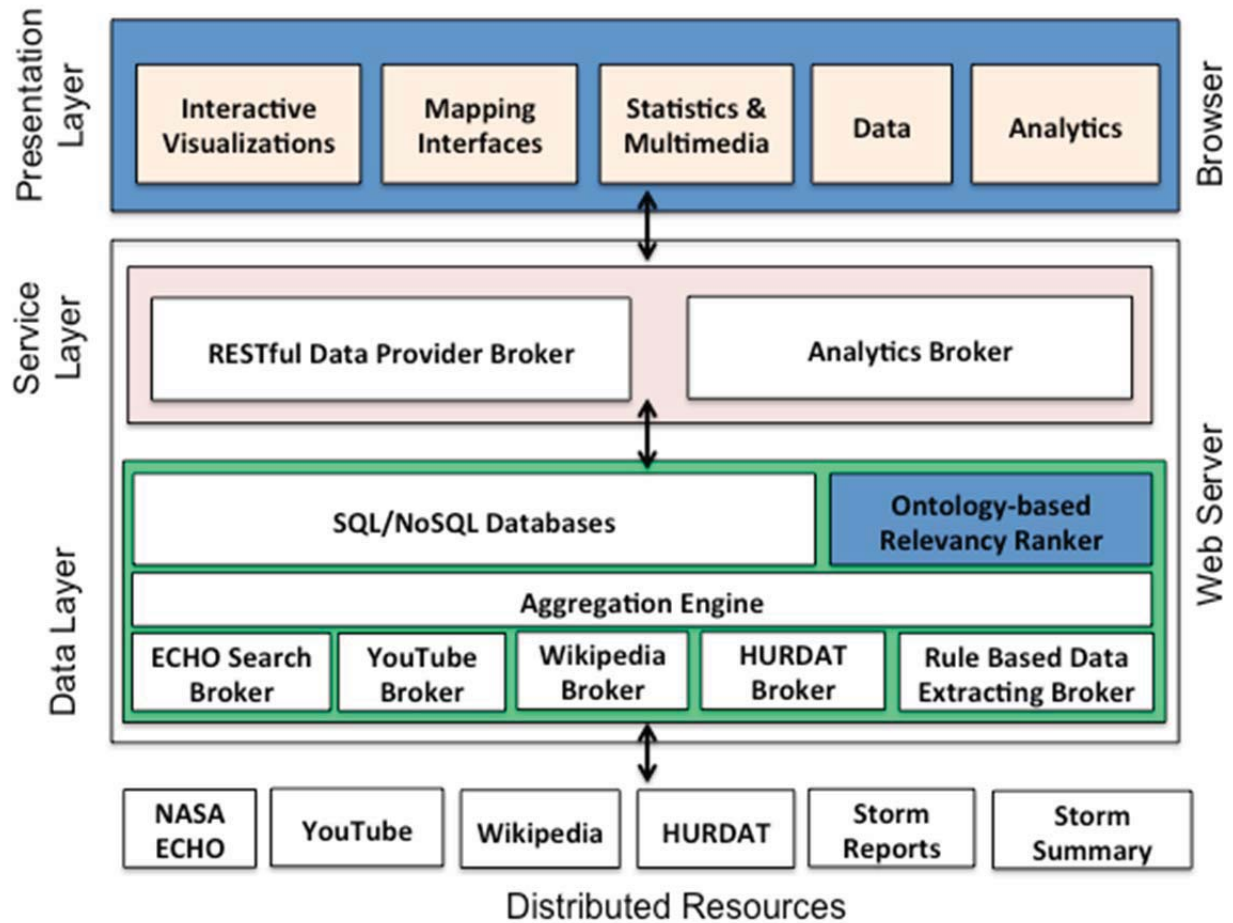 Presentation
Layer
Interactive
Visualizations
Mapping
Interfaces
Statistics &
Multimedia
Data
Analytics
Browser
Service
Layer
RESTful Data Provider Broker
Analytics Broker
Web Server
Data Layer
SQL/NoSQL Databases
Ontology-based
Relevancy Ranker
Aggregation Engine
ECHO Search
Broker
YouTube
Broker
Wikipedia
Broker
HURDAT
Broker
Rule Based Data
Extracting Broker
NASA
ECHO
YouTube
Wikipedia
HURDAT
Storm
Reports
Storm
Summary
Distributed Resources